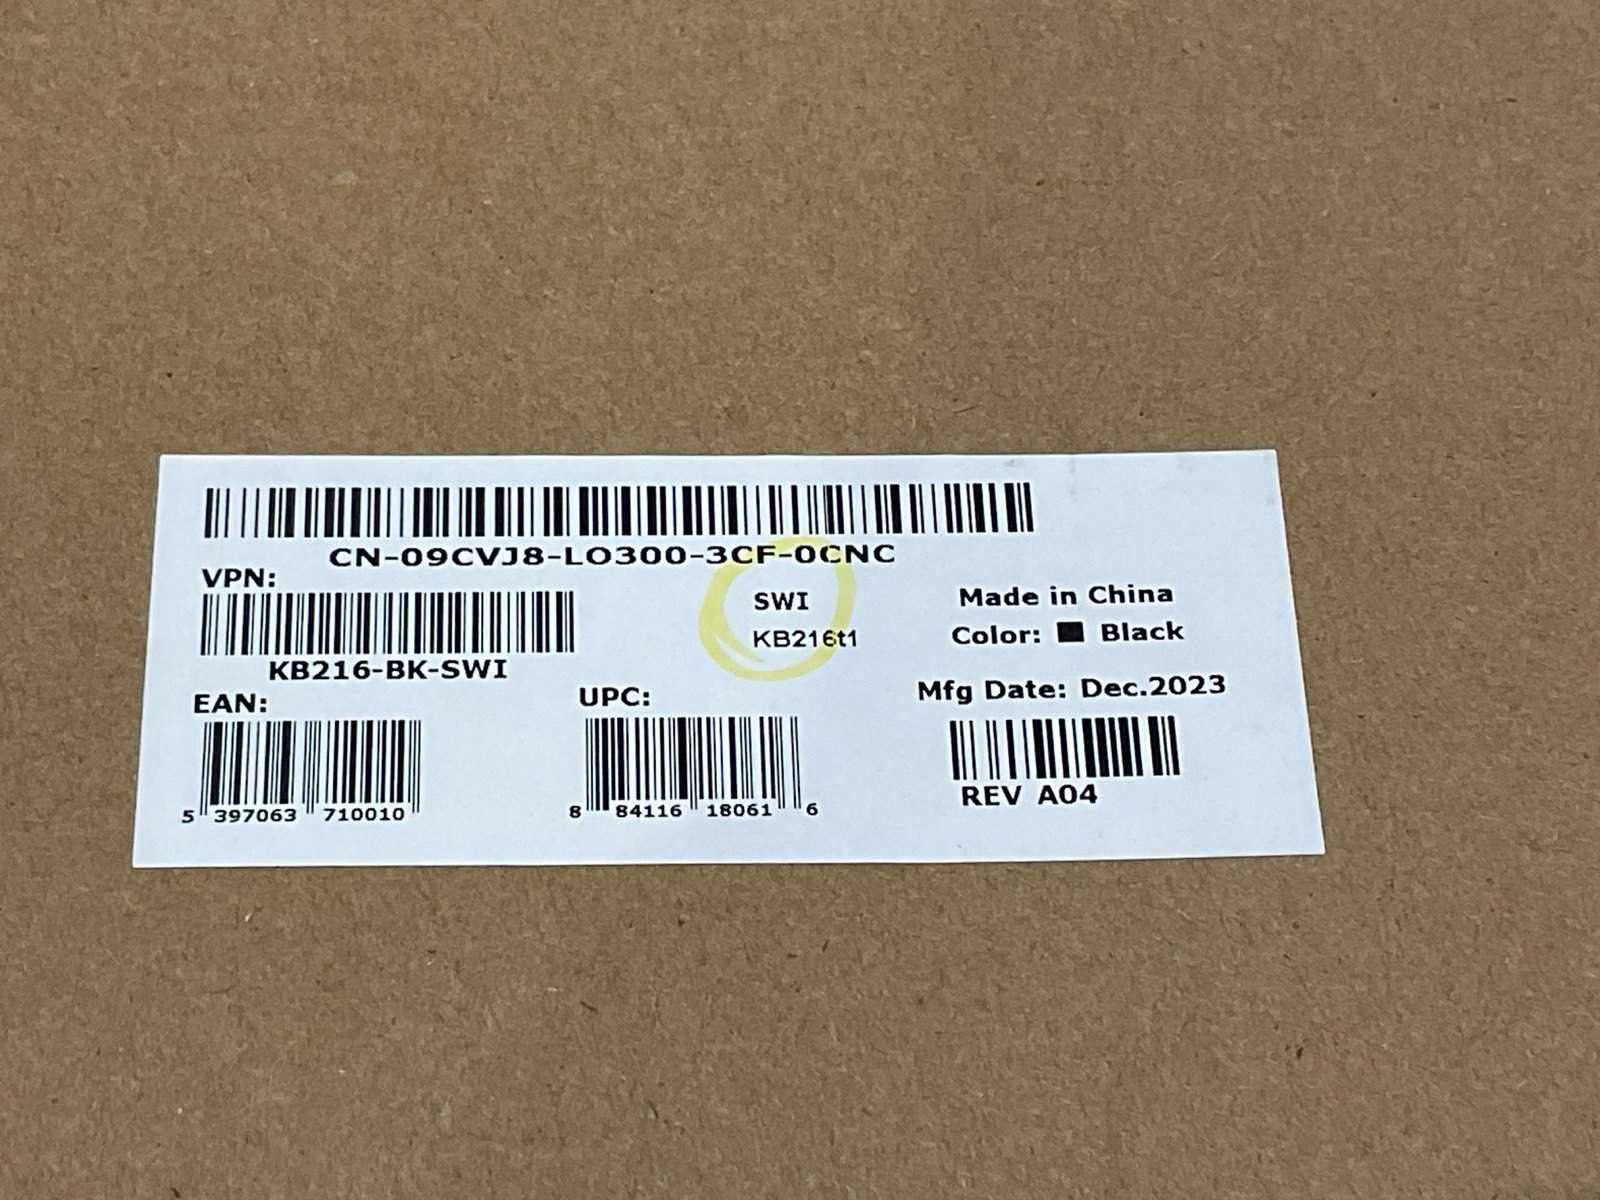 CN-09CVJ8-LO300-3CF-0CNC
VPN:
KB216-BK-SWI
SWI
KB216t1
Made in China
Color: Black
EAN:
5 397063 710010
UPC:
8 84116 18061 6
Mfg Date: Dec.2023
REV A04